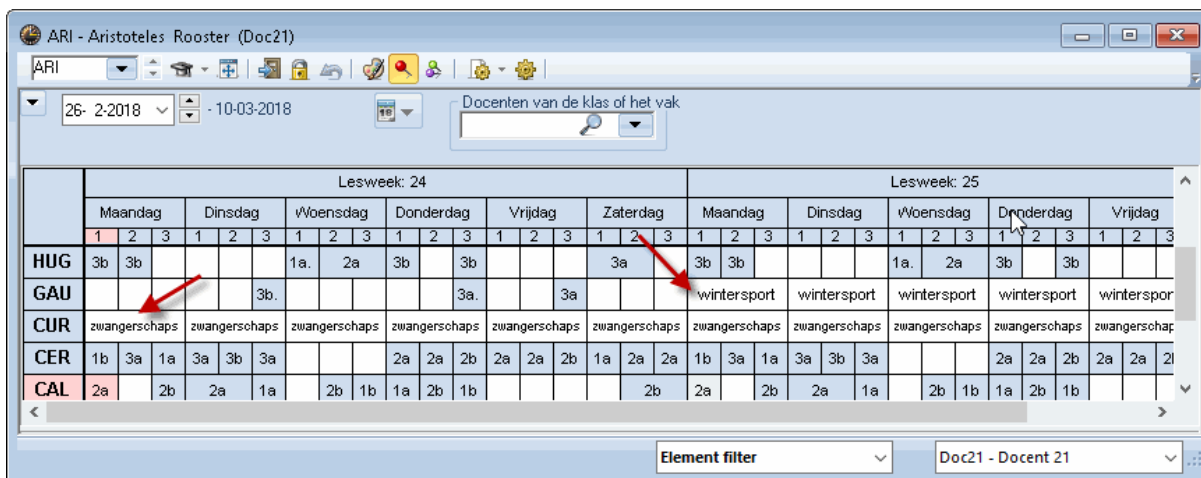 ARI - Aristoteles Rooster (Doc21)
ARI
26- 2-2018 - 10-03-2018
Docenten van de klas of het vak
Lesweek: 24 Lesweek: 25
Maandag Dinsdag Woensdag Donderdag Vrijdag Zaterdag Maandag Dinsdag Woensdag Donderdag Vrijdag
1 2 3 1 2 3 1 2 3 1 2 3 1 2 3 1 2 3 1 2 3 1 2 3 1 2 3 1 2 3 1 2 3
HUG 3b 3b 1a. 2a 3b 3b 3a 3b 3b 1a. 2a 3b 3b
GAU 3b. 3a. 3a wintersport wintersport wintersport wintersport winterspor
CUR zwangerschaps zwangerschaps zwangerschaps zwangerschaps zwangerschaps zwangerschaps zwangerschaps zwangerschaps zwangerschaps zwangerschaps zwangerschap
CER 1b 3a 1a 3a 3b 3a 2a 2a 2b 2a 2a 2b 1a 2a 2a 1b 3a 1a 3a 3b 3a 2a 2a 2b 2a 2a
CAL 2a 2b 2a 1a 2b 1b 1a 2b 1b 2b 2a 2b 2a 1a 2b 1b 1a 2b 1b
Element filter Doc21 - Docent 21